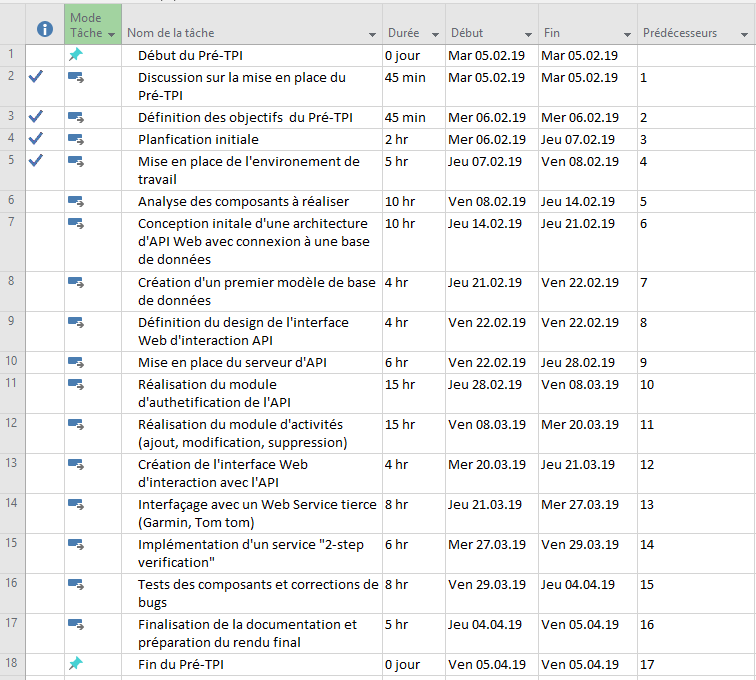 Mode
Tâche Nom de la tâche Durée Début Fin Prédécesseurs
1 Début du Pré-TPI 0 jour Mar 05.02.19 Mar 05.02.19
2 Discussion sur la mise en place du 45 min Mar 05.02.19 Mar 05.02.19 1
Pré-TPI
3 Définition des objectifs du Pré-TPI 45 min Mer 06.02.19 Mer 06.02.19 2
4 Planfication initiale 2 hr Mer 06.02.19 Jeu 07.02.19 3
5 Mise en place de l'environement de 5 hr Jeu 07.02.19 Ven 08.02.19 4
travail
6 Analyse des composants à réaliser 10 hr Ven 08.02.19 Jeu 14.02.19 5
7 Conception initale d'une architecture 10 hr Jeu 14.02.19 Jeu 21.02.19 6
d'API Web avec connexion à une base
de données
8 Création d'un premier modèle de base 4 hr Jeu 21.02.19 Ven 22.02.19 7
de données
9 Définition du design de l'interface 4 hr Ven 22.02.19 Ven 22.02.19 8
Web d'interaction API
10 Mise en place du serveur d'API 6 hr Ven 22.02.19 Jeu 28.02.19 9
11 Réalisation du module 15 hr Jeu 28.02.19 Ven 08.03.19 10
d'authetification de l'API
12 Réalisation du module d'activités 15 hr Ven 08.03.19 Mer 20.03.19 11
(ajout, modification, suppression)
13 Création de l'interface Web 4 hr Mer 20.03.19 Jeu 21.03.19 12
d'interaction avec l'API
14 Interfaçage avec un Web Service tierce 8 hr Jeu 21.03.19 Mer 27.03.19 13
(Garmin, Tom tom)
15 Implémentation d'un service "2-step 6 hr Mer 27.03.19 Ven 29.03.19 14
verification"
16 Tests des composants et corrections de 8 hr Ven 29.03.19 Jeu 04.04.19 15
bugs
17 Finalisation de la documentation et 5 hr Jeu 04.04.19 Ven 05.04.19 16
préparation du rendu final
18 Fin du Pré-TPI 0 jour Ven 05.04.19 Ven 05.04.19 17